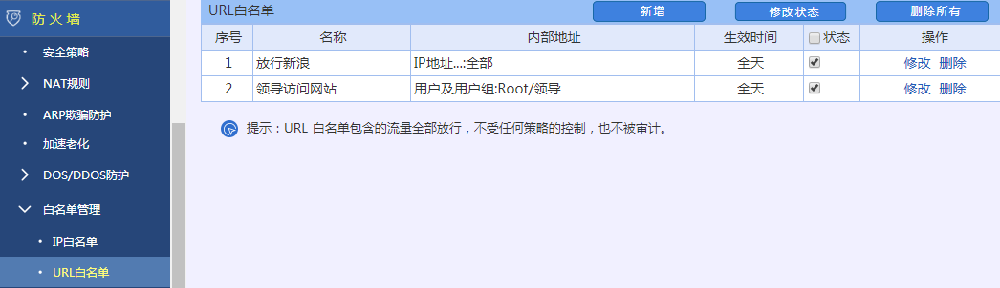 防火墙
安全策略
NAT规则
ARP欺骗防护
加速老化
DOS/DDOS防护
白名单管理
IP白名单
URL白名单
URL白名单 新增 修改状态 删除所有
序号 名称 内部地址 生效时间 状态 操作
1 放行新浪 IP地址...:全部 全天 修改 删除
2 领导访问网站 用户及用户组:Root/领导 全天 修改 删除
提示：URL 白名单包含的流量全部放行，不受任何策略的控制，也不被审计。